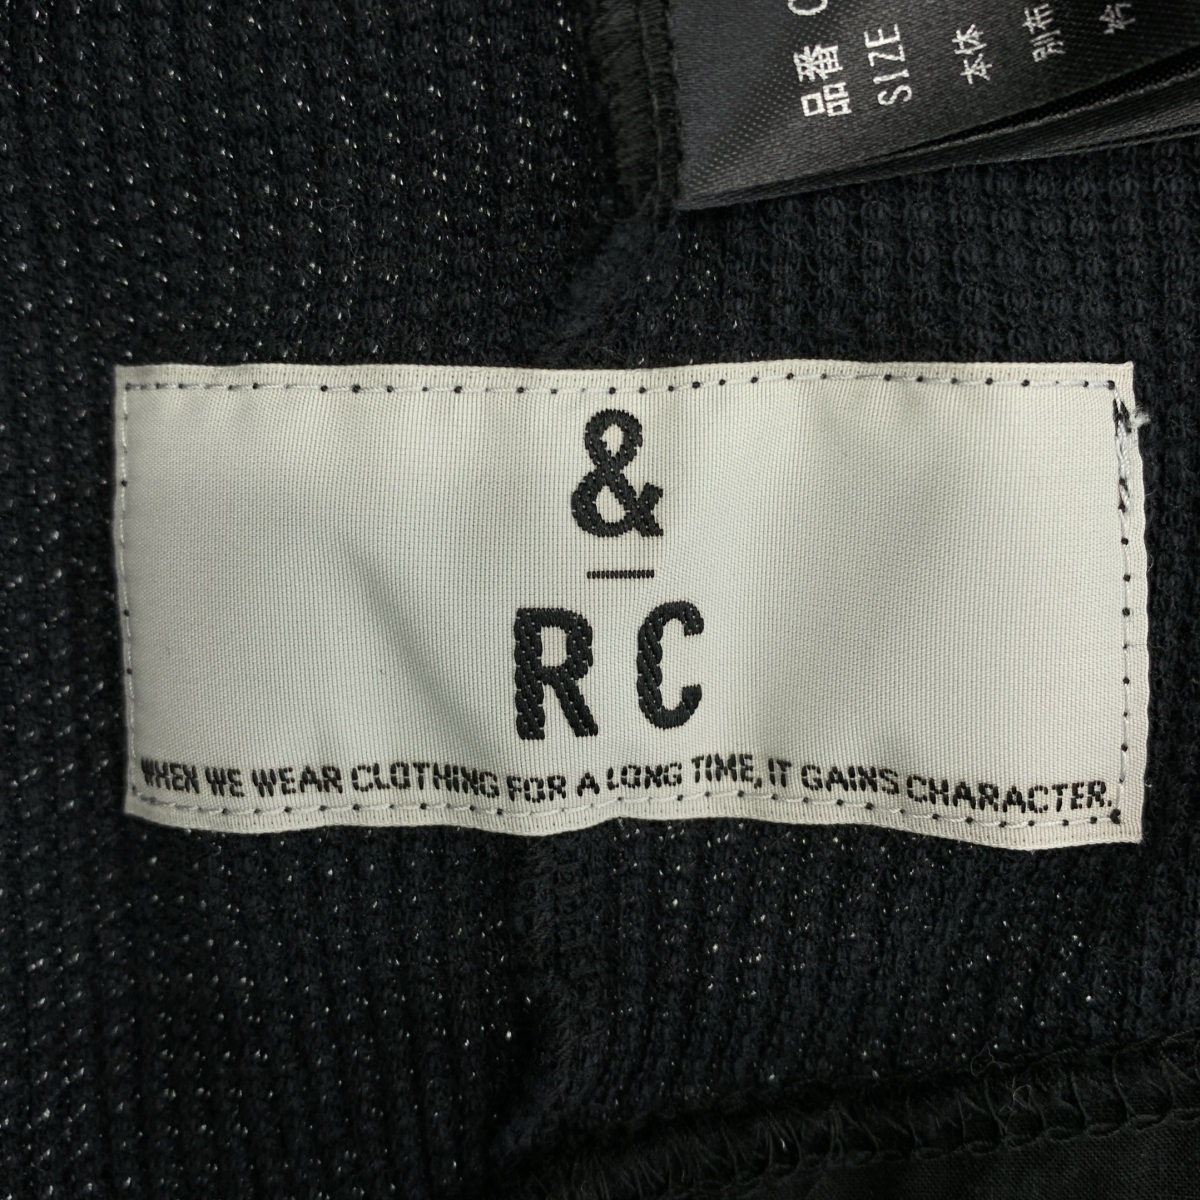 品番
SIZE
本体
別布
&
RC
WHEN WE WEAR CLOTHING FOR A LONG TIME, IT GAINS CHARACTER.